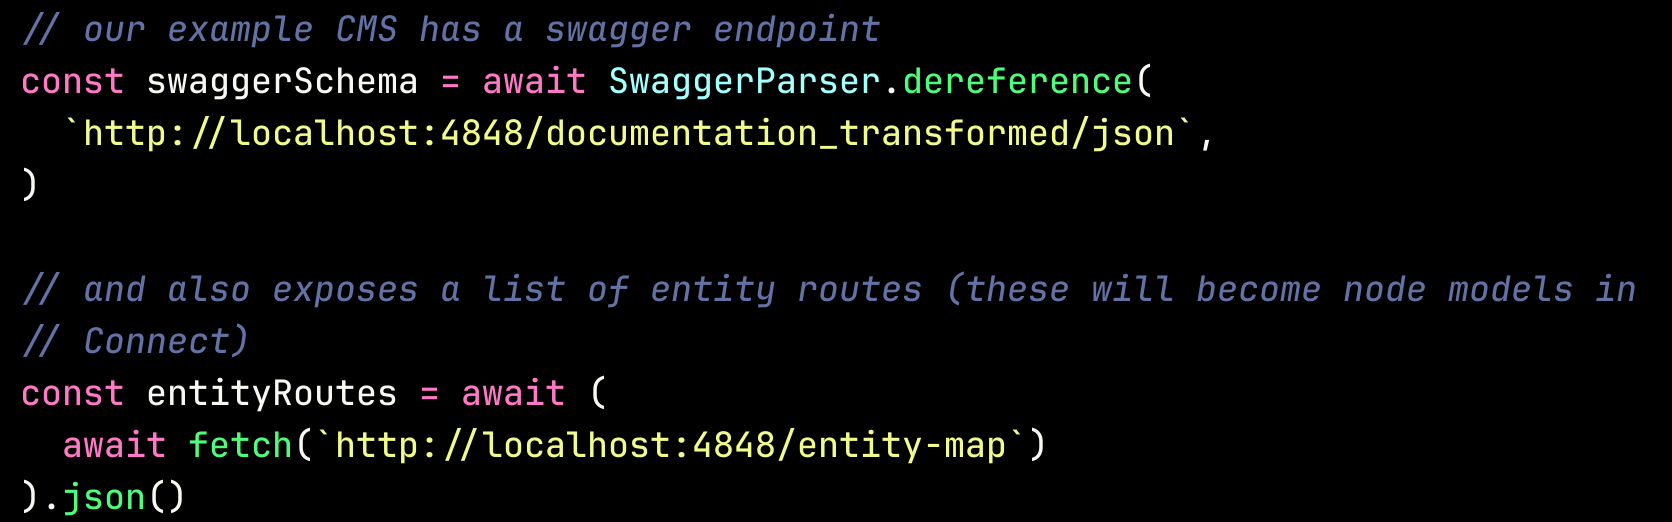 // our example CMS has a swagger endpoint
const swaggerSchema = await SwaggerParser.dereference(
  `http://localhost:4848/documentation_transformed/json`,
)

// and also exposes a list of entity routes (these will become node models in
// Connect)
const entityRoutes = await (
  await fetch(`http://localhost:4848/entity-map`)
).json()